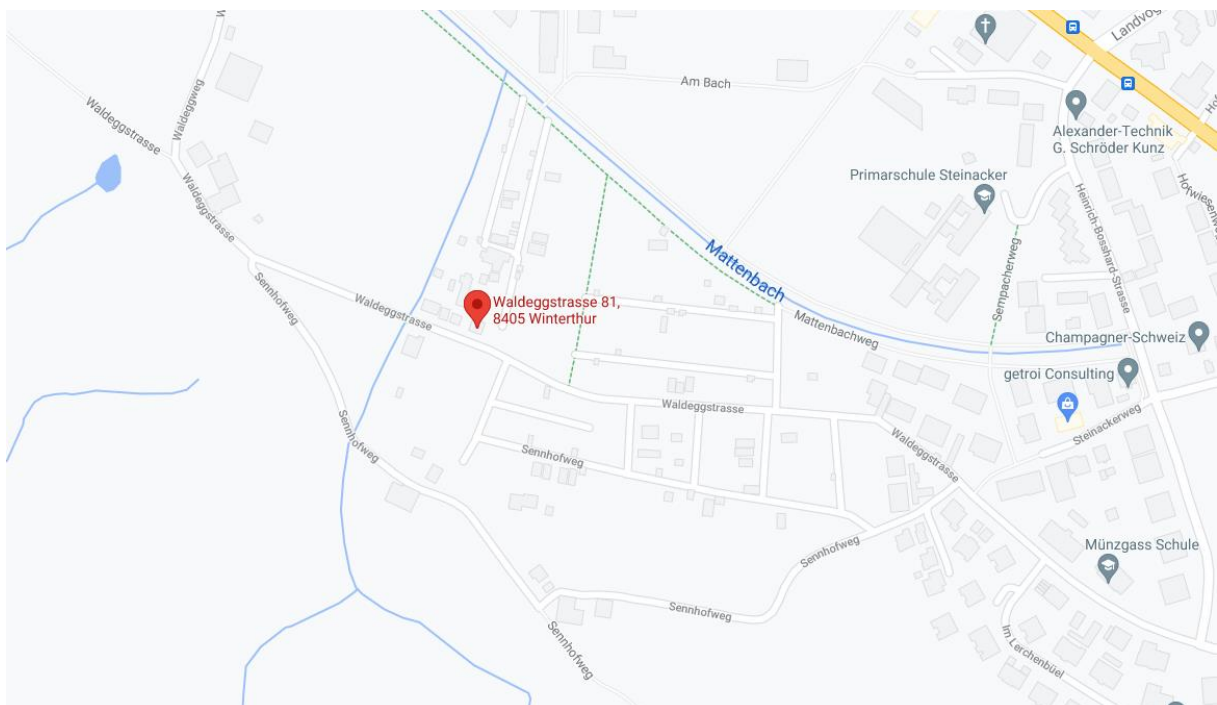 Landvog
Am Bach
Waldeggweg
Waldeggstrasse
Alexander-Technik
G. Schröder Kunz
Primarschule Steinacker
Hofwiesenweg
Heinrich-Bosshard-Strasse
Waldeggstrasse
Mattenbach
Sempacherweg
Sennhofweg
Waldeggstrasse
Waldeggstrasse 81,
8405 Winterthur
Mattenbachweg
Champagner-Schweiz
getroi Consulting
Waldeggstrasse
Steinackerweg
Sennhofweg
Sennhofweg
Waldeggstrasse
Sennhofweg
Münzgass Schule
Sennhofweg
Sennhofweg
Im Lerchenbüel